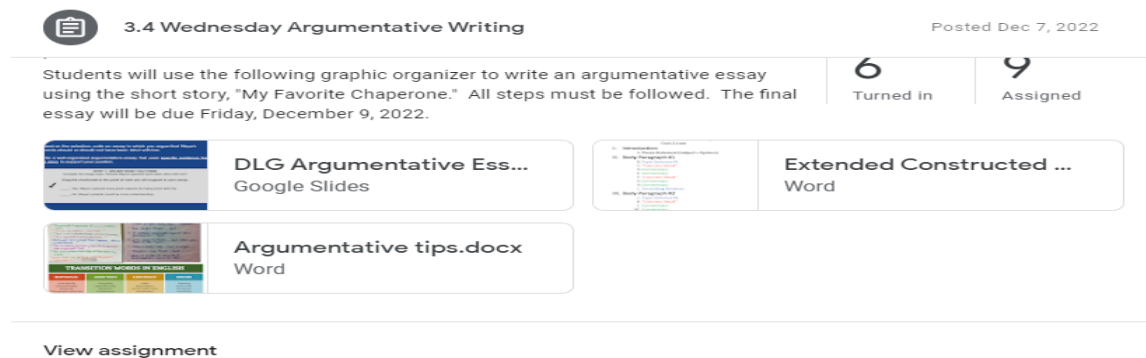 3.4 Wednesday Argumentative Writing
Posted Dec 7, 2022
Students will use the following graphic organizer to write an argumentative essay
using the short story, "My Favorite Chaperone." All steps must be followed. The final
essay will be due Friday, December 9, 2022.
6
Turned in
9
Assigned
DLG Argumentative Ess...
Google Slides
Extended Constructed ...
Word
Argumentative tips.docx
Word
TRANSITION WORDS IN ENGLISH
View assignment